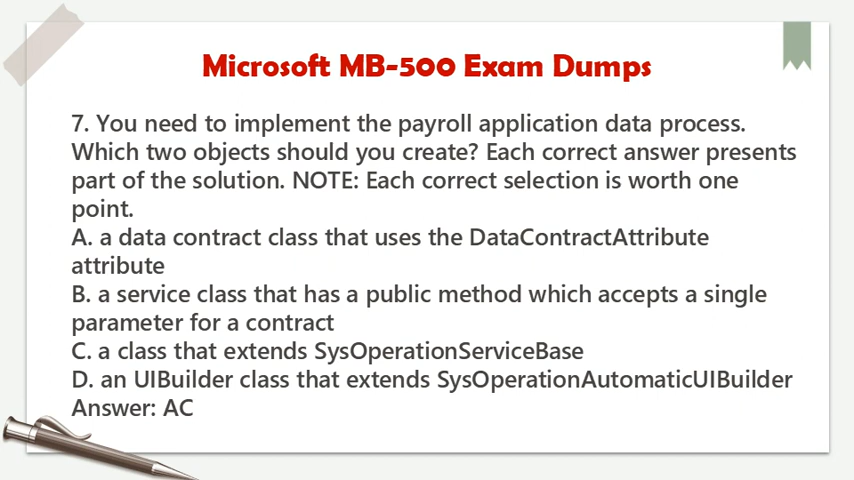 Microsoft MB-500 Exam Dumps
7. You need to implement the payroll application data process.
Which two objects should you create? Each correct answer presents
part of the solution. NOTE: Each correct selection is worth one
point.
A. a data contract class that uses the DataContractAttribute
attribute
B. a service class that has a public method which accepts a single
parameter for a contract
C. a class that extends SysOperationServiceBase
D. an UIBuilder class that extends SysOperationAutomaticUIBuilder
Answer: AC